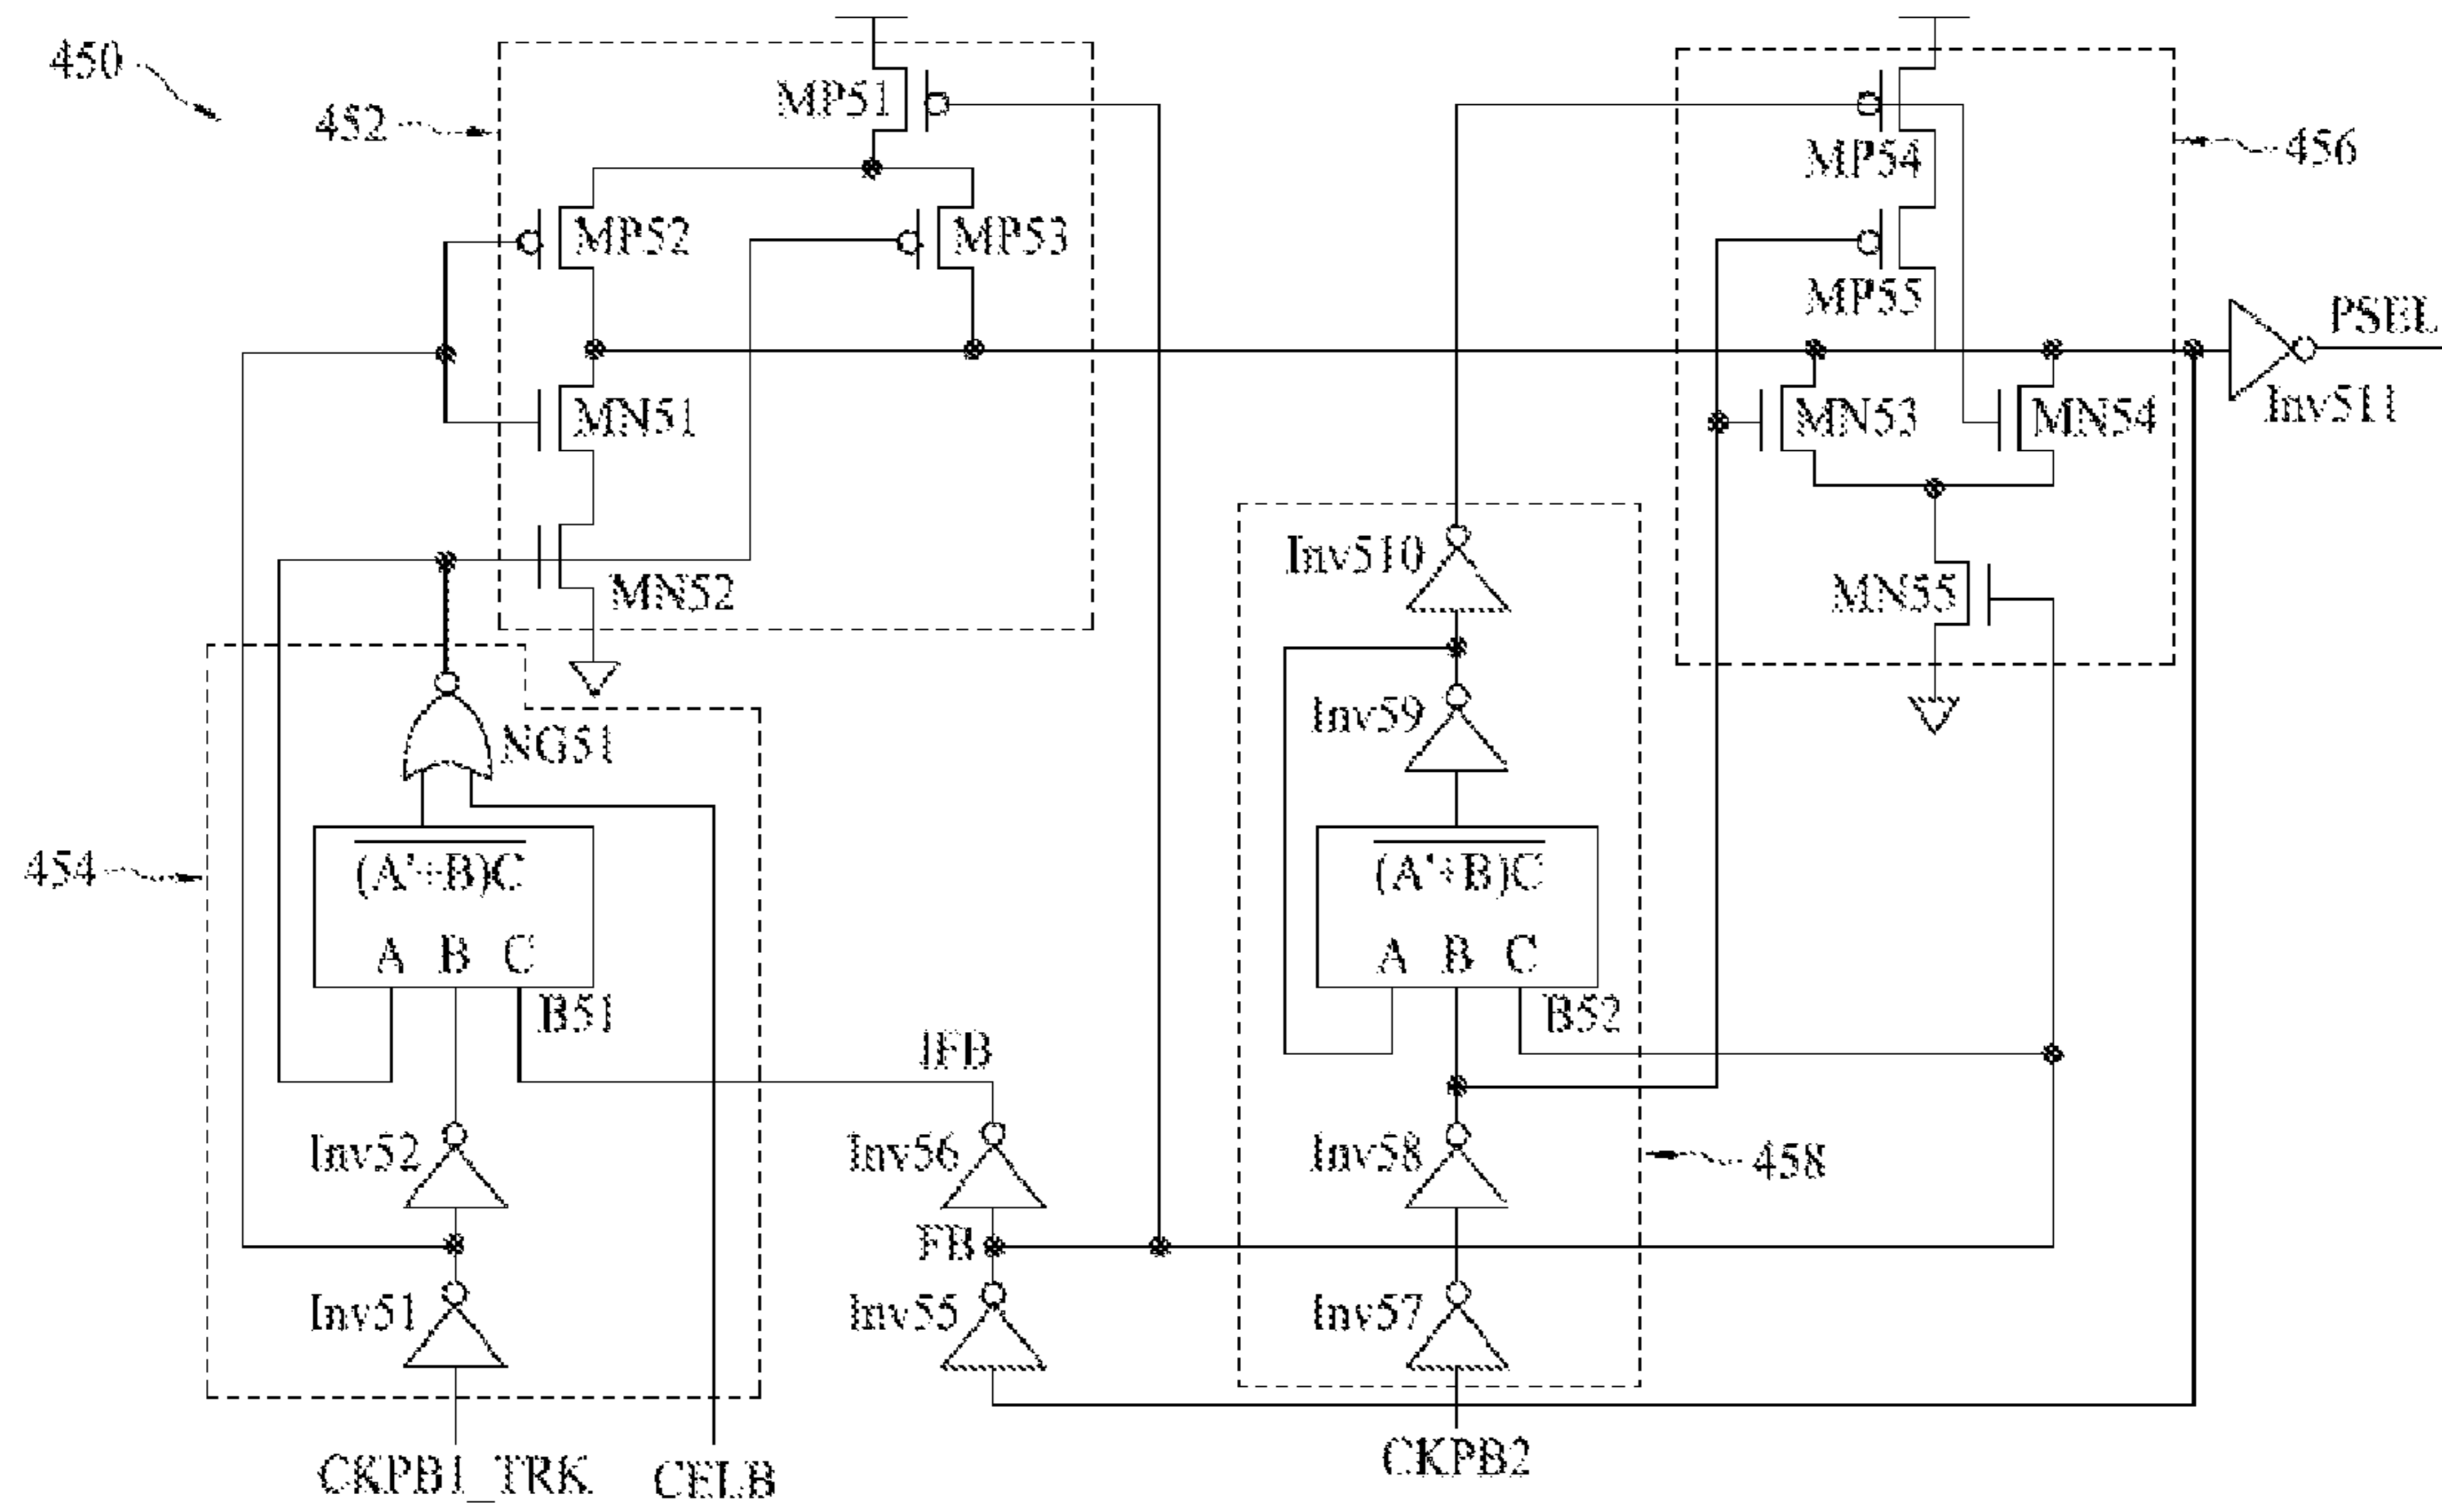 450
452
MP51
MP54
456
MP52
MP53
MP55
PSEL
MN51
MN53
MN54
Inv511
Inv510
MN52
MN55
NG51
Inv59
454
(A'+B)C
(A'+B)C
A B C
A B C
B51
B52
IFB
Inv52
Inv56
Inv58
458
FB
Inv51
Inv55
Inv57
CKPB1_TRK
CELB
CKPB2